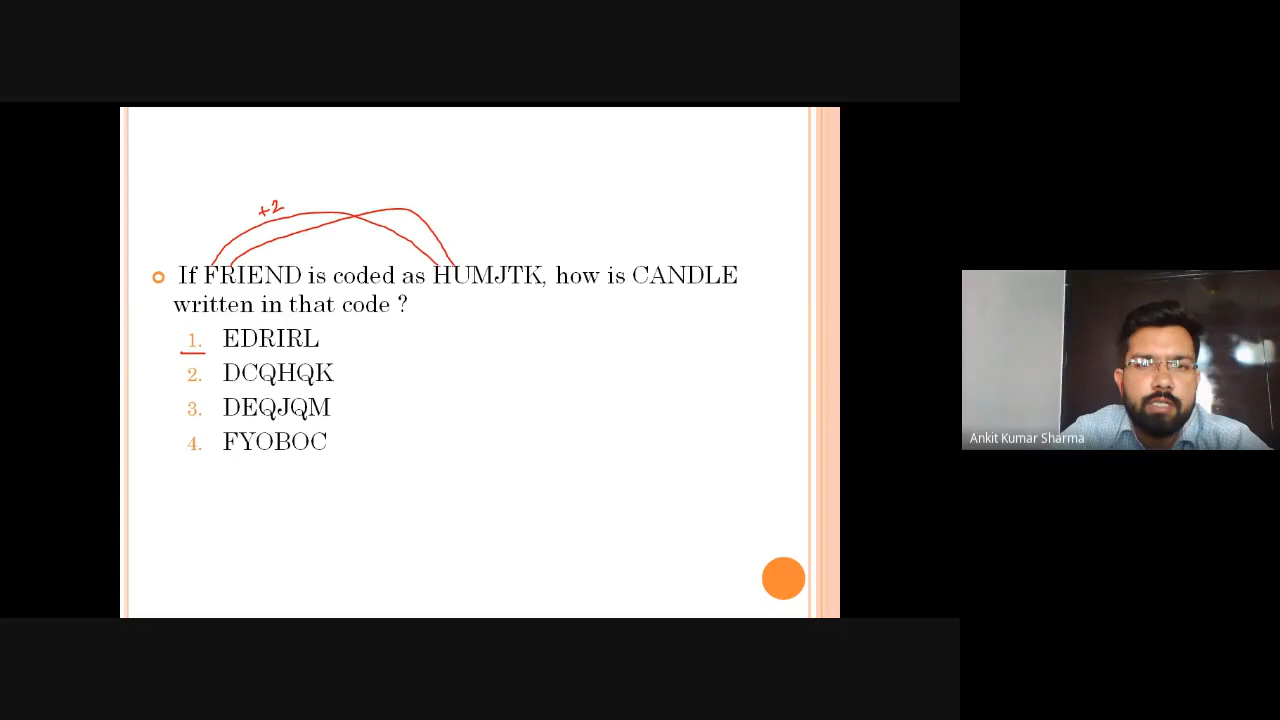 +2
If FRIEND is coded as HUMJTK, how is CANDLE
written in that code ?
1. EDRIRL
2. DCQHQK
3. DEQJQM
4. FYOBOC
Ankit Kumar Sharma